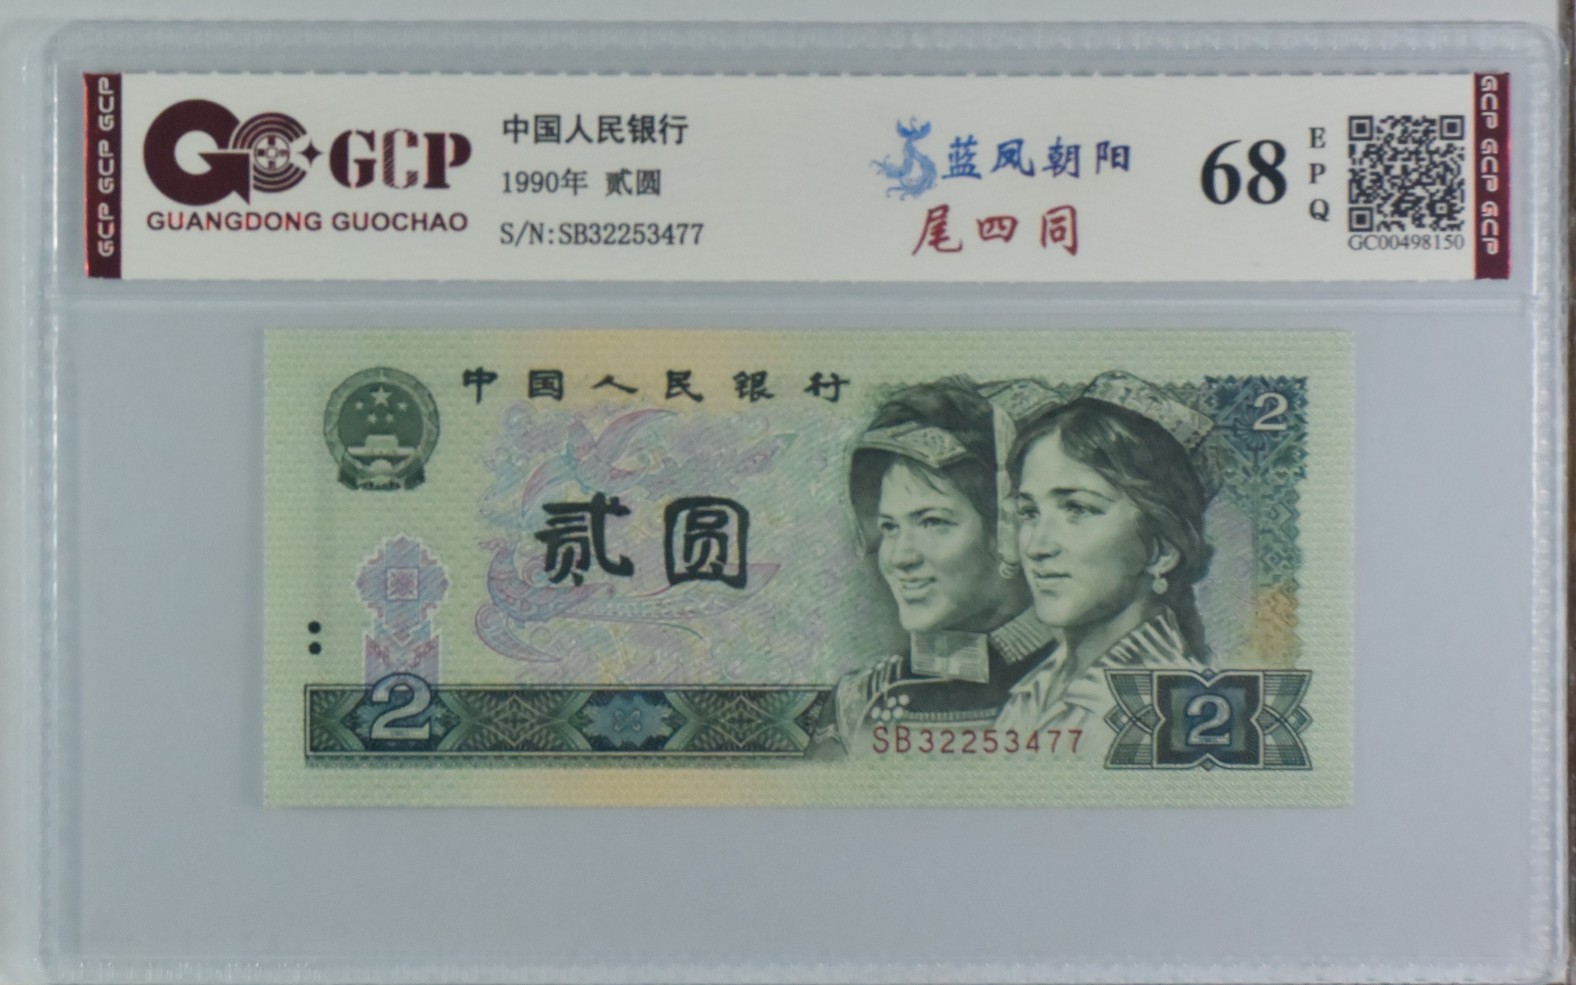 GCP GCP GCP
GCP
GUANGDONG GUOCHAO
中国人民银行
1990年 贰圆
S/N:SB32253477
蓝凤朝阳
尾四同
68
EPQ
GC00498150
GCP GCP GCP
中国人民银行
2
贰圆
2
SB32253477
2